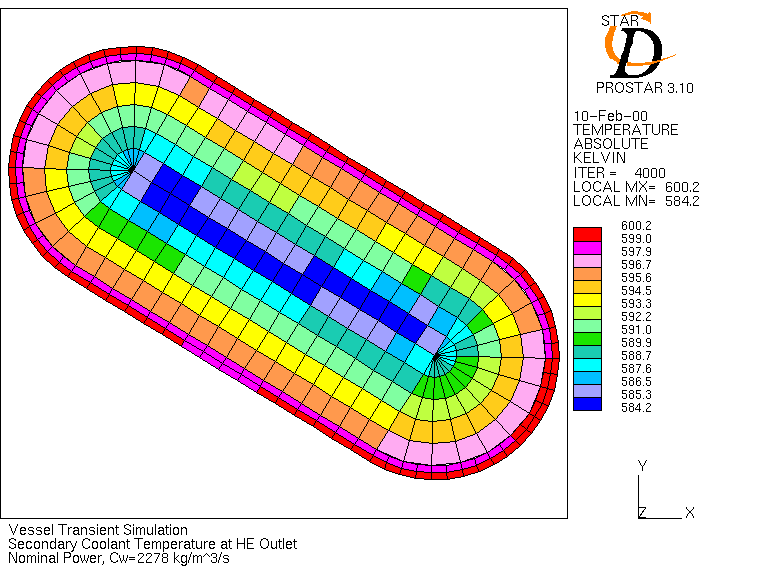 STAR
D
PROSTAR 3.10
10-Feb-00
TEMPERATURE
ABSOLUTE
KELVIN
ITER = 4000
LOCAL MX= 600.2
LOCAL MN= 584.2
600.2
599.0
597.9
596.7
595.6
594.5
593.3
592.2
591.0
589.9
588.7
587.6
586.5
585.3
584.2
Y
Z X
Vessel Transient Simulation
Secondary Coolant Temperature at HE Outlet
Nominal Power, Cw=2278 kg/m^3/s